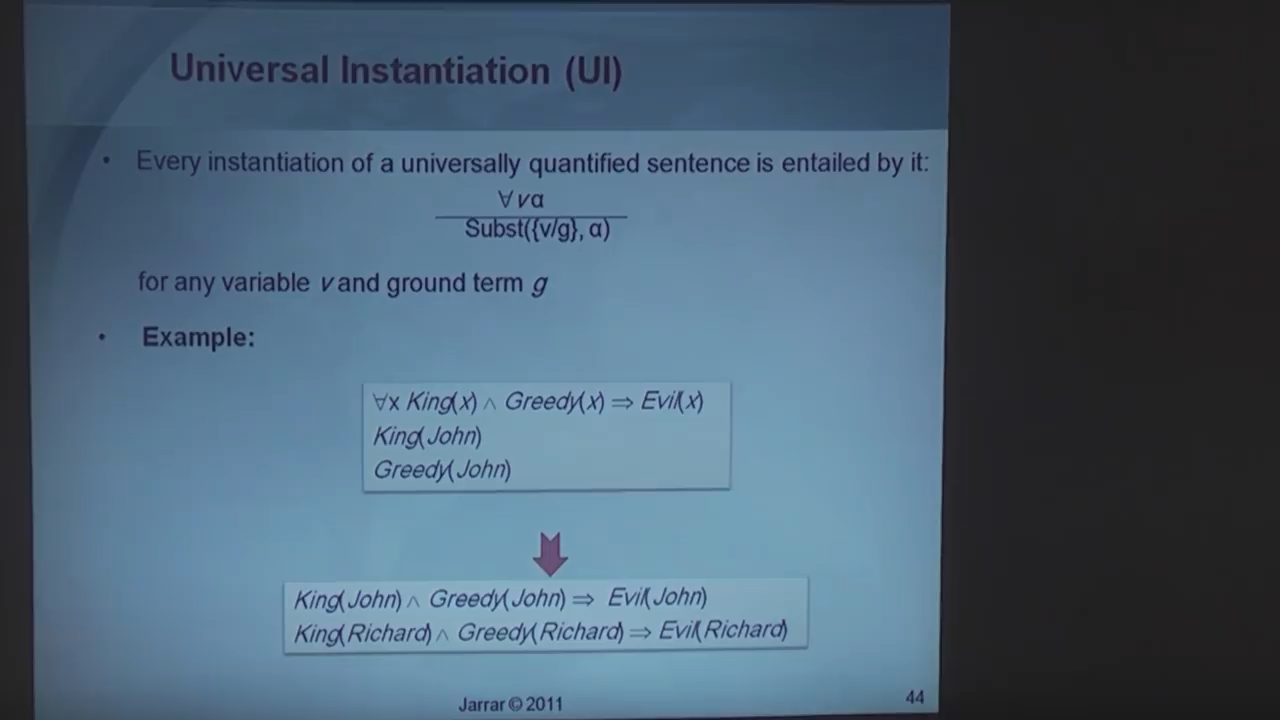 Universal Instantiation (UI)
• Every instantiation of a universally quantified sentence is entailed by it:
∀ vα
Subst({v/g}, α)
for any variable v and ground term g
• Example:
∀x King(x) ∧ Greedy(x) ⇒ Evil(x)
King(John)
Greedy(John)
King(John) ∧ Greedy(John) ⇒ Evil(John)
King(Richard) ∧ Greedy(Richard) ⇒ Evil(Richard)
Jarrar © 2011
44